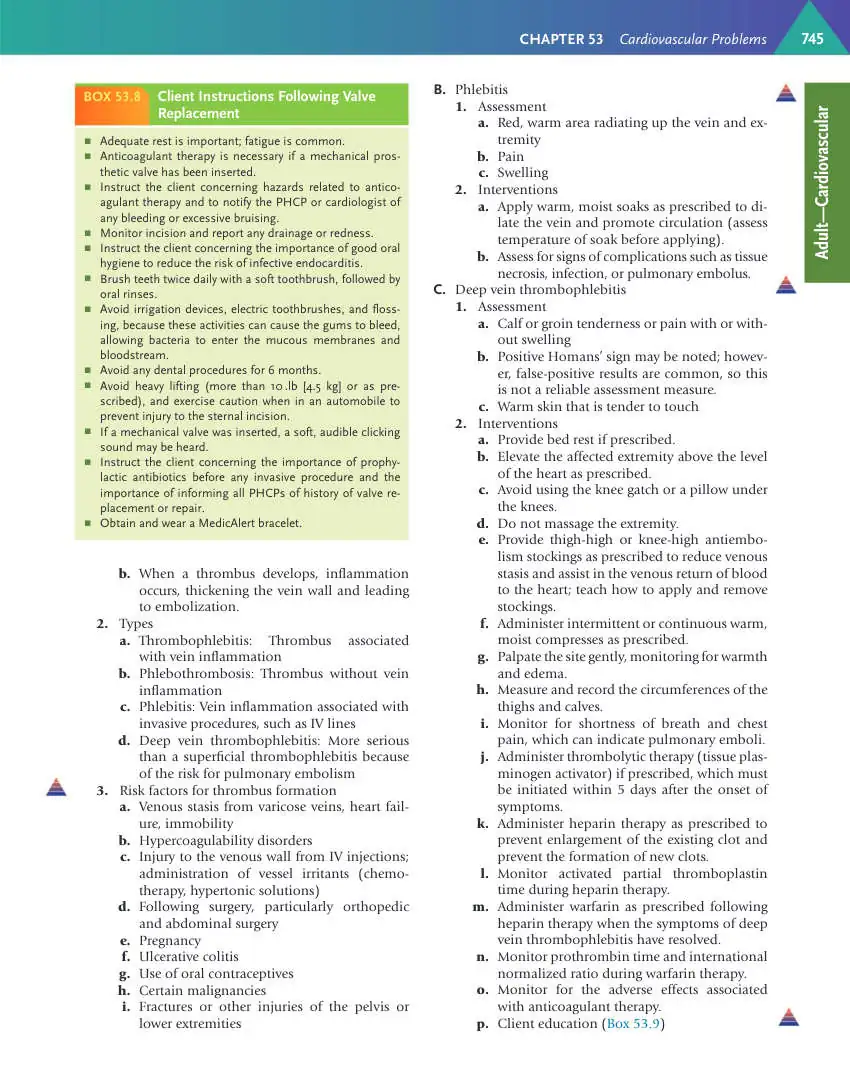 CHAPTER 53 Cardiovascular Problems 745
BOX 53.8 Client Instructions Following Valve
Replacement
■ Adequate rest is important; fatigue is common.
■ Anticoagulant therapy is necessary if a mechanical pros-
thetic valve has been inserted.
■ Instruct the client concerning hazards related to antico-
agulant therapy and to notify the PHCP or cardiologist of
any bleeding or excessive bruising.
■ Monitor incision and report any drainage or redness.
■ Instruct the client concerning the importance of good oral
hygiene to reduce the risk of infective endocarditis.
■ Brush teeth twice daily with a soft toothbrush, followed by
oral rinses.
■ Avoid irrigation devices, electric toothbrushes, and floss-
ing, because these activities can cause the gums to bleed,
allowing bacteria to enter the mucous membranes and
bloodstream.
■ Avoid any dental procedures for 6 months.
■ Avoid heavy lifting (more than 10 .lb [4.5 kg] or as pre-
scribed), and exercise caution when in an automobile to
prevent injury to the sternal incision.
■ If a mechanical valve was inserted, a soft, audible clicking
sound may be heard.
■ Instruct the client concerning the importance of prophy-
lactic antibiotics before any invasive procedure and the
importance of informing all PHCPs of history of valve re-
placement or repair.
■ Obtain and wear a MedicAlert bracelet.
b. When a thrombus develops, inflammation
occurs, thickening the vein wall and leading
to embolization.
2. Types
a. Thrombophlebitis: Thrombus associated
with vein inflammation
b. Phlebothrombosis: Thrombus without vein
inflammation
c. Phlebitis: Vein inflammation associated with
invasive procedures, such as IV lines
d. Deep vein thrombophlebitis: More serious
than a superficial thrombophlebitis because
of the risk for pulmonary embolism
3. Risk factors for thrombus formation
a. Venous stasis from varicose veins, heart fail-
ure, immobility
b. Hypercoagulability disorders
c. Injury to the venous wall from IV injections;
administration of vessel irritants (chemo-
therapy, hypertonic solutions)
d. Following surgery, particularly orthopedic
and abdominal surgery
e. Pregnancy
f. Ulcerative colitis
g. Use of oral contraceptives
h. Certain malignancies
i. Fractures or other injuries of the pelvis or
lower extremities
B. Phlebitis
1. Assessment
a. Red, warm area radiating up the vein and ex-
tremity
b. Pain
c. Swelling
2. Interventions
a. Apply warm, moist soaks as prescribed to di-
late the vein and promote circulation (assess
temperature of soak before applying).
b. Assess for signs of complications such as tissue
necrosis, infection, or pulmonary embolus.
C. Deep vein thrombophlebitis
1. Assessment
a. Calf or groin tenderness or pain with or with-
out swelling
b. Positive Homans' sign may be noted; howev-
er, false-positive results are common, so this
is not a reliable assessment measure.
c. Warm skin that is tender to touch
2. Interventions
a. Provide bed rest if prescribed.
b. Elevate the affected extremity above the level
of the heart as prescribed.
c. Avoid using the knee gatch or a pillow under
the knees.
d. Do not massage the extremity.
e. Provide thigh-high or knee-high antiembo-
lism stockings as prescribed to reduce venous
stasis and assist in the venous return of blood
to the heart; teach how to apply and remove
stockings.
f. Administer intermittent or continuous warm,
moist compresses as prescribed.
g. Palpate the site gently, monitoring for warmth
and edema.
h. Measure and record the circumferences of the
thighs and calves.
i. Monitor for shortness of breath and chest
pain, which can indicate pulmonary emboli.
j. Administer thrombolytic therapy (tissue plas-
minogen activator) if prescribed, which must
be initiated within 5 days after the onset of
symptoms.
k. Administer heparin therapy as prescribed to
prevent enlargement of the existing clot and
prevent the formation of new clots.
l. Monitor activated partial thromboplastin
time during heparin therapy.
m. Administer warfarin as prescribed following
heparin therapy when the symptoms of deep
vein thrombophlebitis have resolved.
n. Monitor prothrombin time and international
normalized ratio during warfarin therapy.
o. Monitor for the adverse effects associated
with anticoagulant therapy.
p. Client education (Box 53.9)
Adult—Cardiovascular